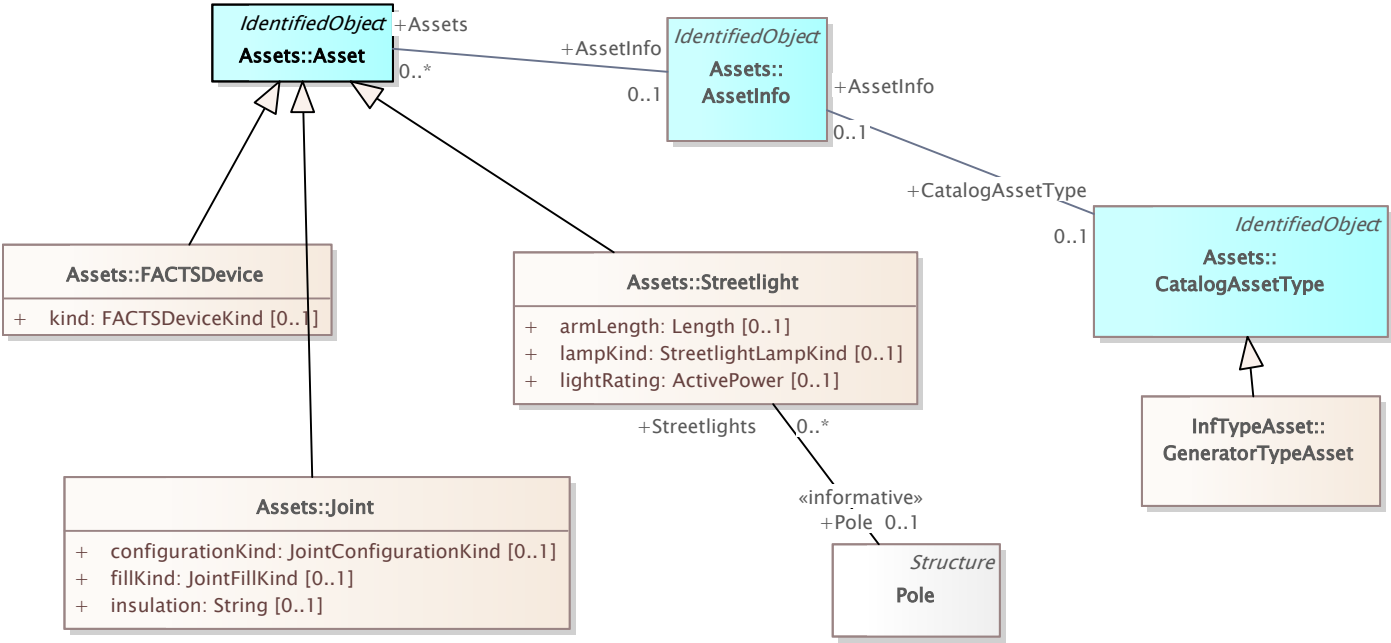 IdentifiedObject
Assets::Asset
+Assets
0..*
+AssetInfo
0..1
IdentifiedObject
Assets::
AssetInfo
+AssetInfo
0..1
+CatalogAssetType
0..1
IdentifiedObject
Assets::
CatalogAssetType
Assets::FACTSDevice
+ kind: FACTSDeviceKind [0..1]
Assets::Streetlight
+ armLength: Length [0..1]
+ lampKind: StreetlightLampKind [0..1]
+ lightRating: ActivePower [0..1]
+Streetlights 0..*
InfTypeAsset::
GeneratorTypeAsset
Assets::Joint
+ configurationKind: JointConfigurationKind [0..1]
+ fillKind: JointFillKind [0..1]
+ insulation: String [0..1]
«informative»
+Pole 0..1
Structure
Pole